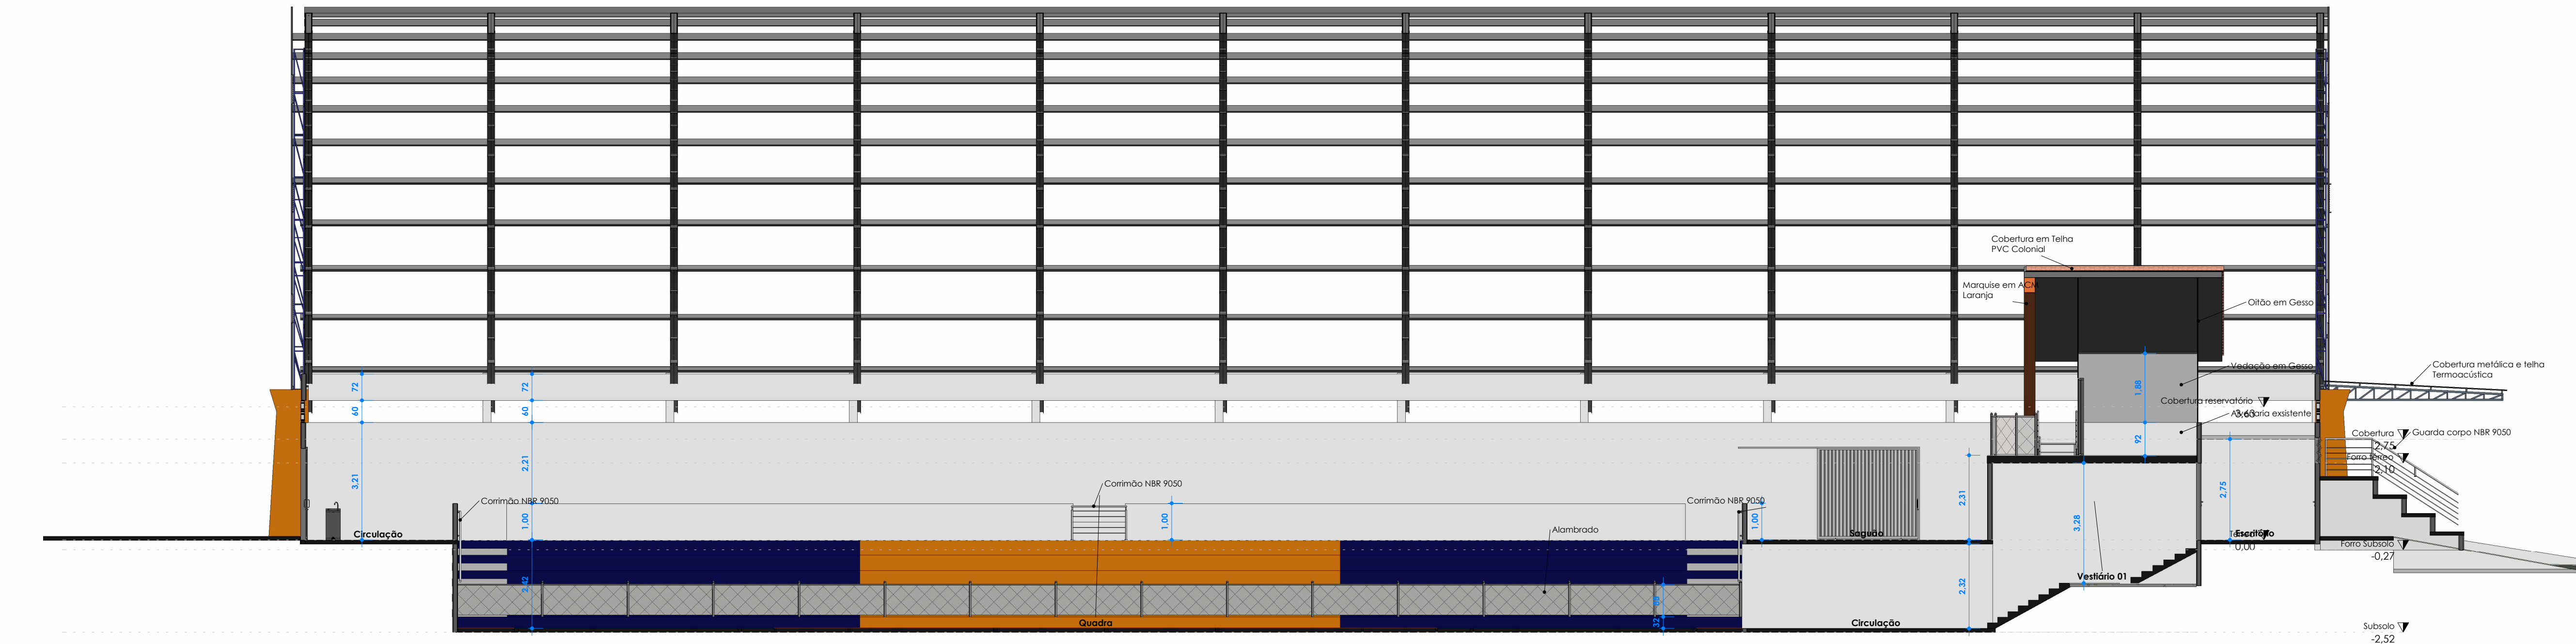 Cobertura em Telha
PVC Colonial
Marquise em ACM
Laranja
Oitão em Gesso
Vedação em Gesso
Cobertura metálica e telha
Termoacústica
Cobertura reservatório
3,63
exsistente
Cobertura
2,75
Guarda corpo NBR 9050
Forro Térreo
2,10
72
60
3,21
72
60
2,21
1,00
2,42
1,88
92
Corrimão NBR 9050
Corrimão NBR 9050
Corrimão NBR 9050
1,00
1,00
2,31
3,28
2,75
Alambrado
Circulação
Saguão
Escritório
0,00
Forro Subsolo
-0,27
Vestiário 01
2,32
32
Quadra
Circulação
Subsolo
-2,52